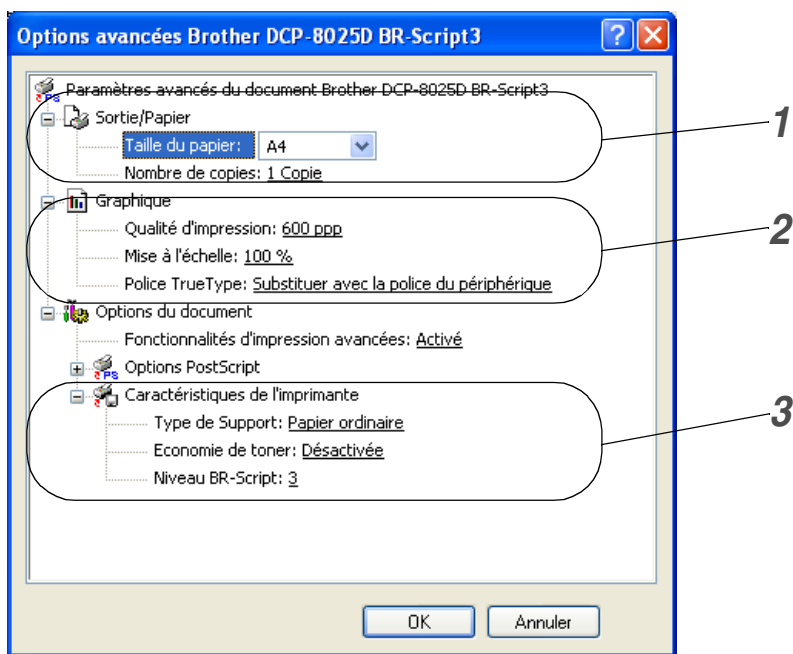 Options avancées Brother DCP-8025D BR-Script3
Paramètres avancés du document Brother DCP-8025D BR-Script3
Sortie/Papier
Taille du papier: A4
Nombre de copies: 1 Copie
Graphique
Qualité d'impression: 600 ppp
Mise à l'échelle: 100 %
Police TrueType: Substituer avec la police du périphérique
Options du document
Fonctionnalités d'impression avancées: Activé
PS Options PostScript
Caractéristiques de l'imprimante
Type de Support: Papier ordinaire
Economie de toner: Désactivée
Niveau BR-Script: 3
OK Annuler
1
2
3